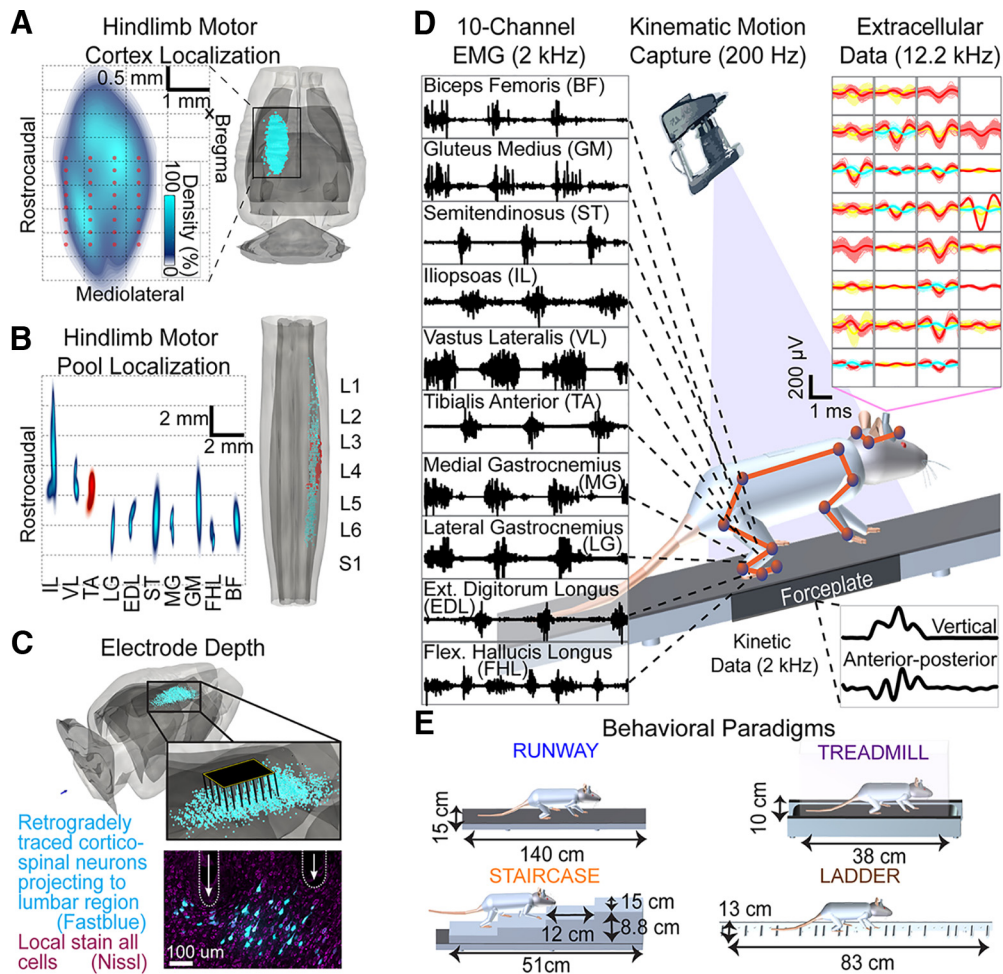 A
Hindlimb Motor
Cortex Localization
0.5 mm
1 mm
Bregma
x
Rostrocaudal
100
Density (%)
0
Mediolateral
B
Hindlimb Motor
Pool Localization
2 mm
2 mm
Rostrocaudal
L1
L2
L3
L4
L5
L6
S1
IL
VL
TA
LG
EDL
ST
MG
GM
FHL
BF
C
Electrode Depth
Retrogradely
traced cortico-
spinal neurons
projecting to
lumbar region
(Fastblue)
Local stain all
cells (Nissl)
100 um
D
10-Channel
EMG (2 kHz)
Kinematic Motion
Capture (200 Hz)
Extracellular
Data (12.2 kHz)
Biceps Femoris (BF)
Gluteus Medius (GM)
Semitendinosus (ST)
Iliopsoas (IL)
Vastus Lateralis (VL)
Tibialis Anterior (TA)
Medial Gastrocnemius
(MG)
Lateral Gastrocnemius
(LG)
Ext. Digitorum Longus
(EDL)
Flex. Hallucis Longus
(FHL)
200 µV
1 ms
Forceplate
Kinetic
Data (2 kHz)
Vertical
Anterior-posterior
E
Behavioral Paradigms
RUNWAY
15 cm
140 cm
TREADMILL
10 cm
38 cm
STAIRCASE
15 cm
12 cm
8.8 cm
51cm
LADDER
13 cm
83 cm